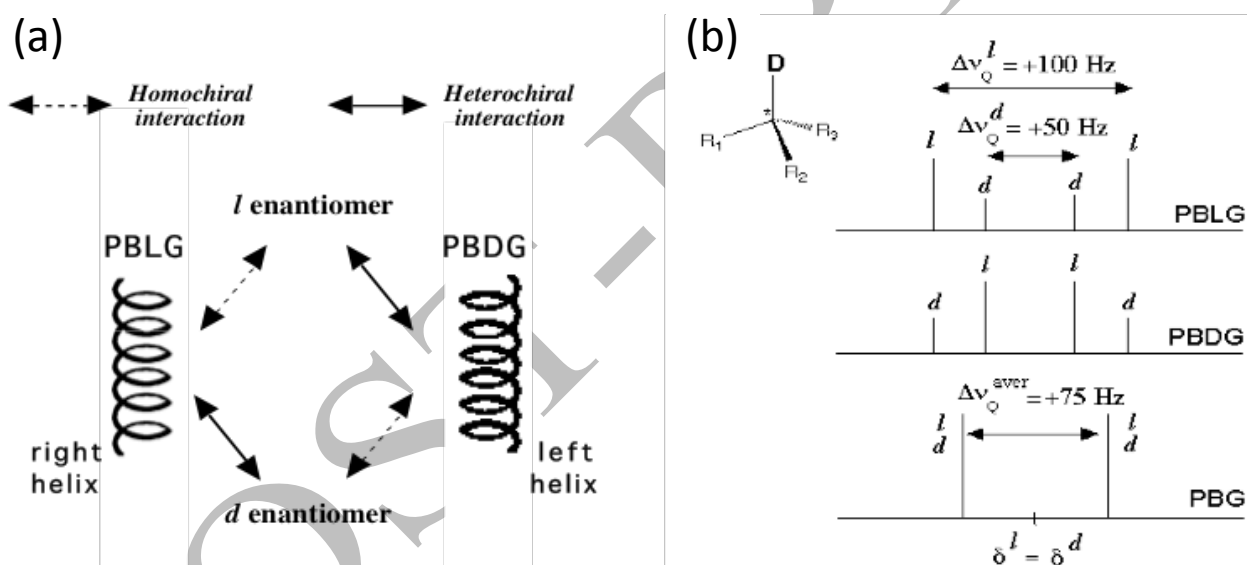 (a)
Homochiral
interaction
Heterochiral
interaction
l enantiomer
PBLG
PBDG
right
helix
left
helix
d enantiomer
(b)
D
*
R1
R2
R3
Δν_Q^l = +100 Hz
Δν_Q^d = +50 Hz
l
d
d
l
PBLG
d
l
l
d
PBDG
Δν_Q^aver = +75 Hz
l
d
l
d
PBG
δ^l = δ^d